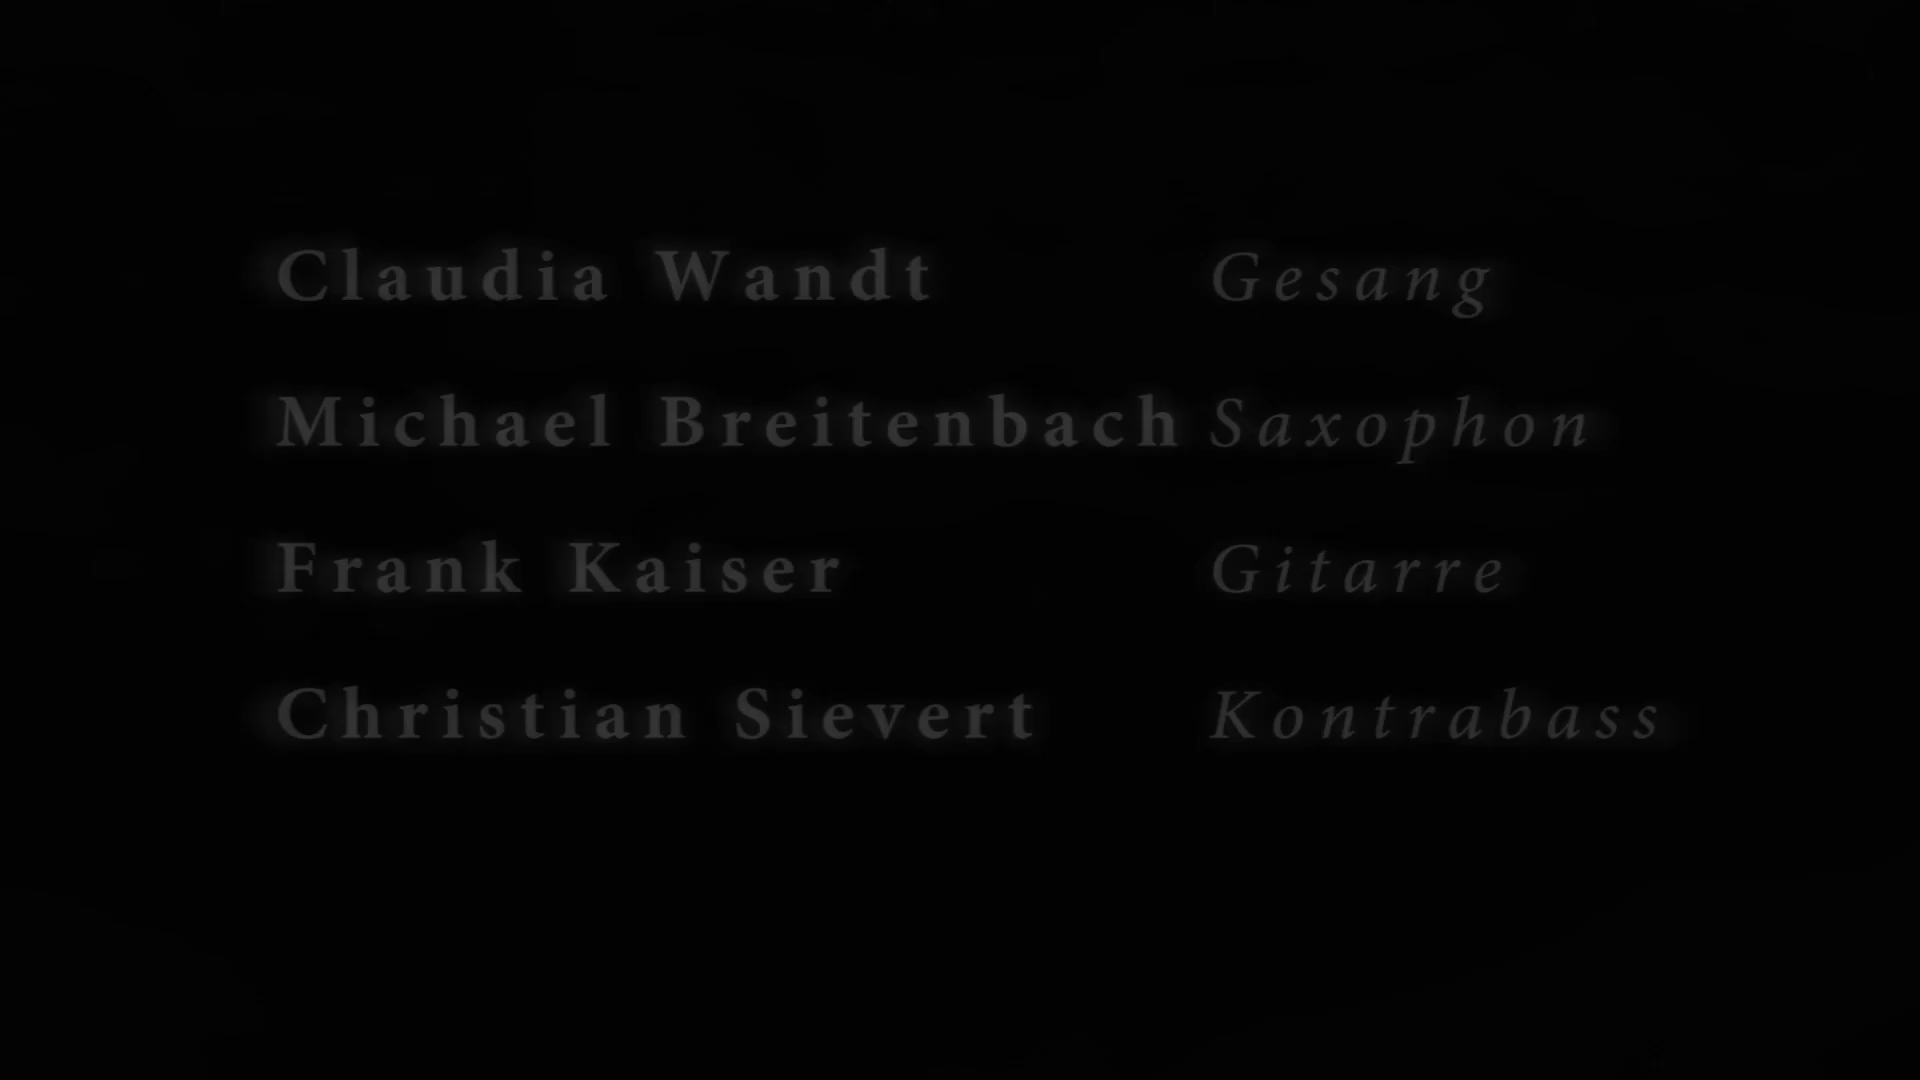 Claudia Wandt Gesang
Michael Breitenbach Saxophon
Frank Kaiser Gitarre
Christian Sievert Kontrabass